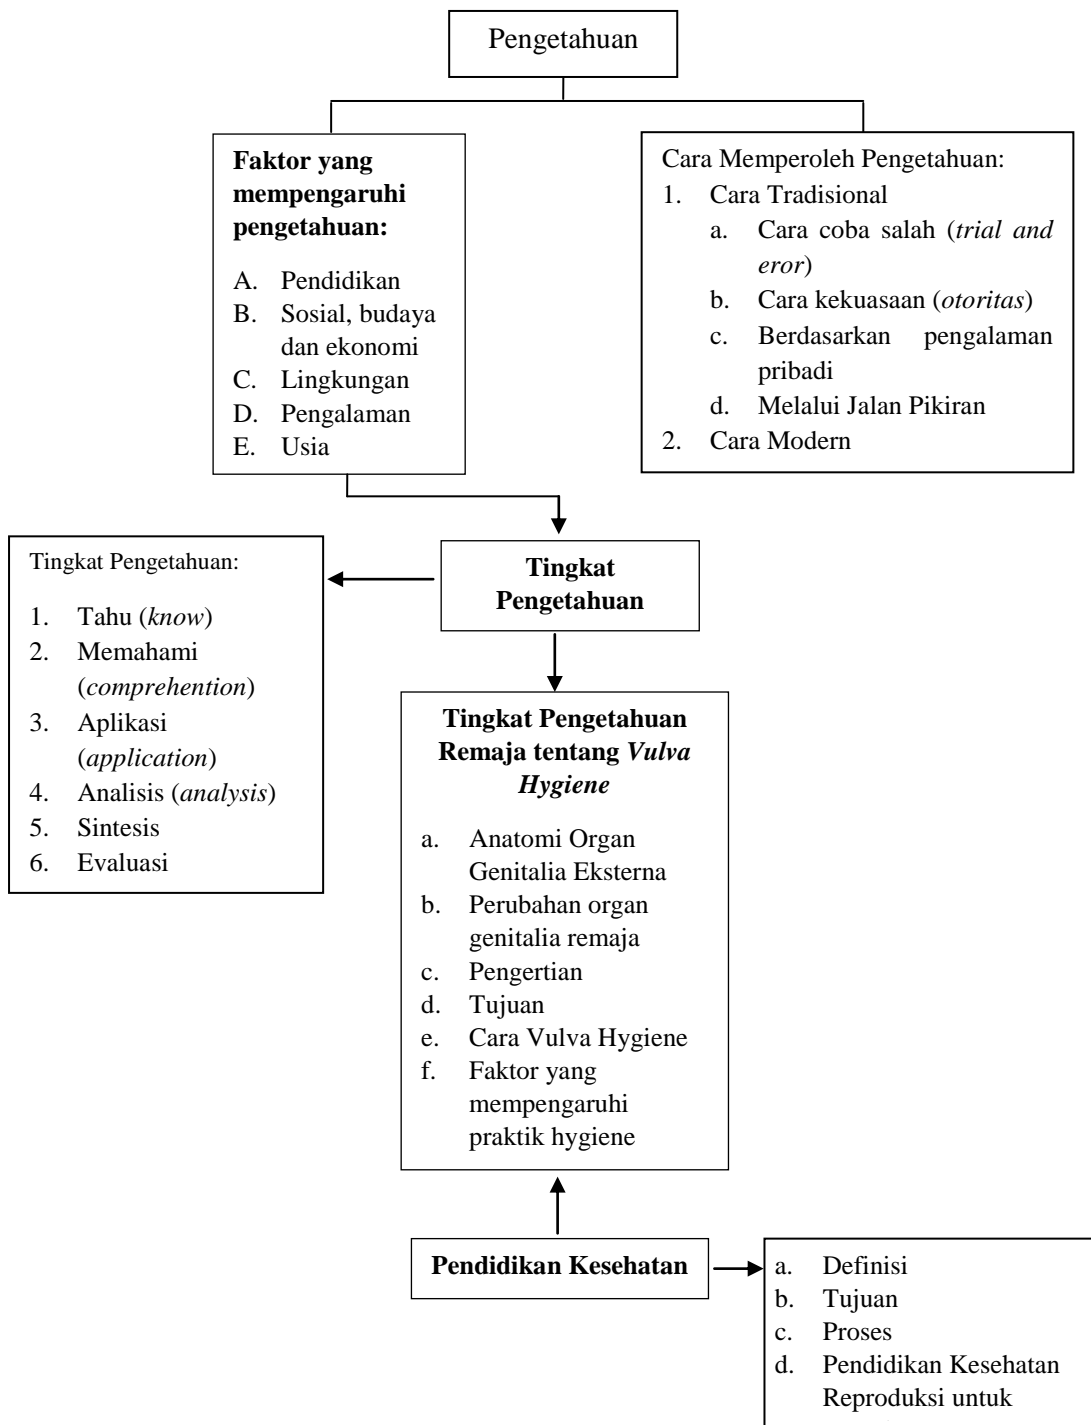 Pengetahuan
Faktor yang
mempengaruhi
pengetahuan:
A. Pendidikan
B. Sosial, budaya
dan ekonomi
C. Lingkungan
D. Pengalaman
E. Usia
Cara Memperoleh Pengetahuan:
1. Cara Tradisional
a. Cara coba salah (trial and
eror)
b. Cara kekuasaan (otoritas)
c. Berdasarkan pengalaman
pribadi
d. Melalui Jalan Pikiran
2. Cara Modern
Tingkat Pengetahuan:
1. Tahu (know)
2. Memahami
(comprehention)
3. Aplikasi
(application)
4. Analisis (analysis)
5. Sintesis
6. Evaluasi
Tingkat
Pengetahuan
Tingkat Pengetahuan
Remaja tentang Vulva
Hygiene
a. Anatomi Organ
Genitalia Eksterna
b. Perubahan organ
genitalia remaja
c. Pengertian
d. Tujuan
e. Cara Vulva Hygiene
f. Faktor yang
mempengaruhi
praktik hygiene
Pendidikan Kesehatan
a. Definisi
b. Tujuan
c. Proses
d. Pendidikan Kesehatan
Reproduksi untuk